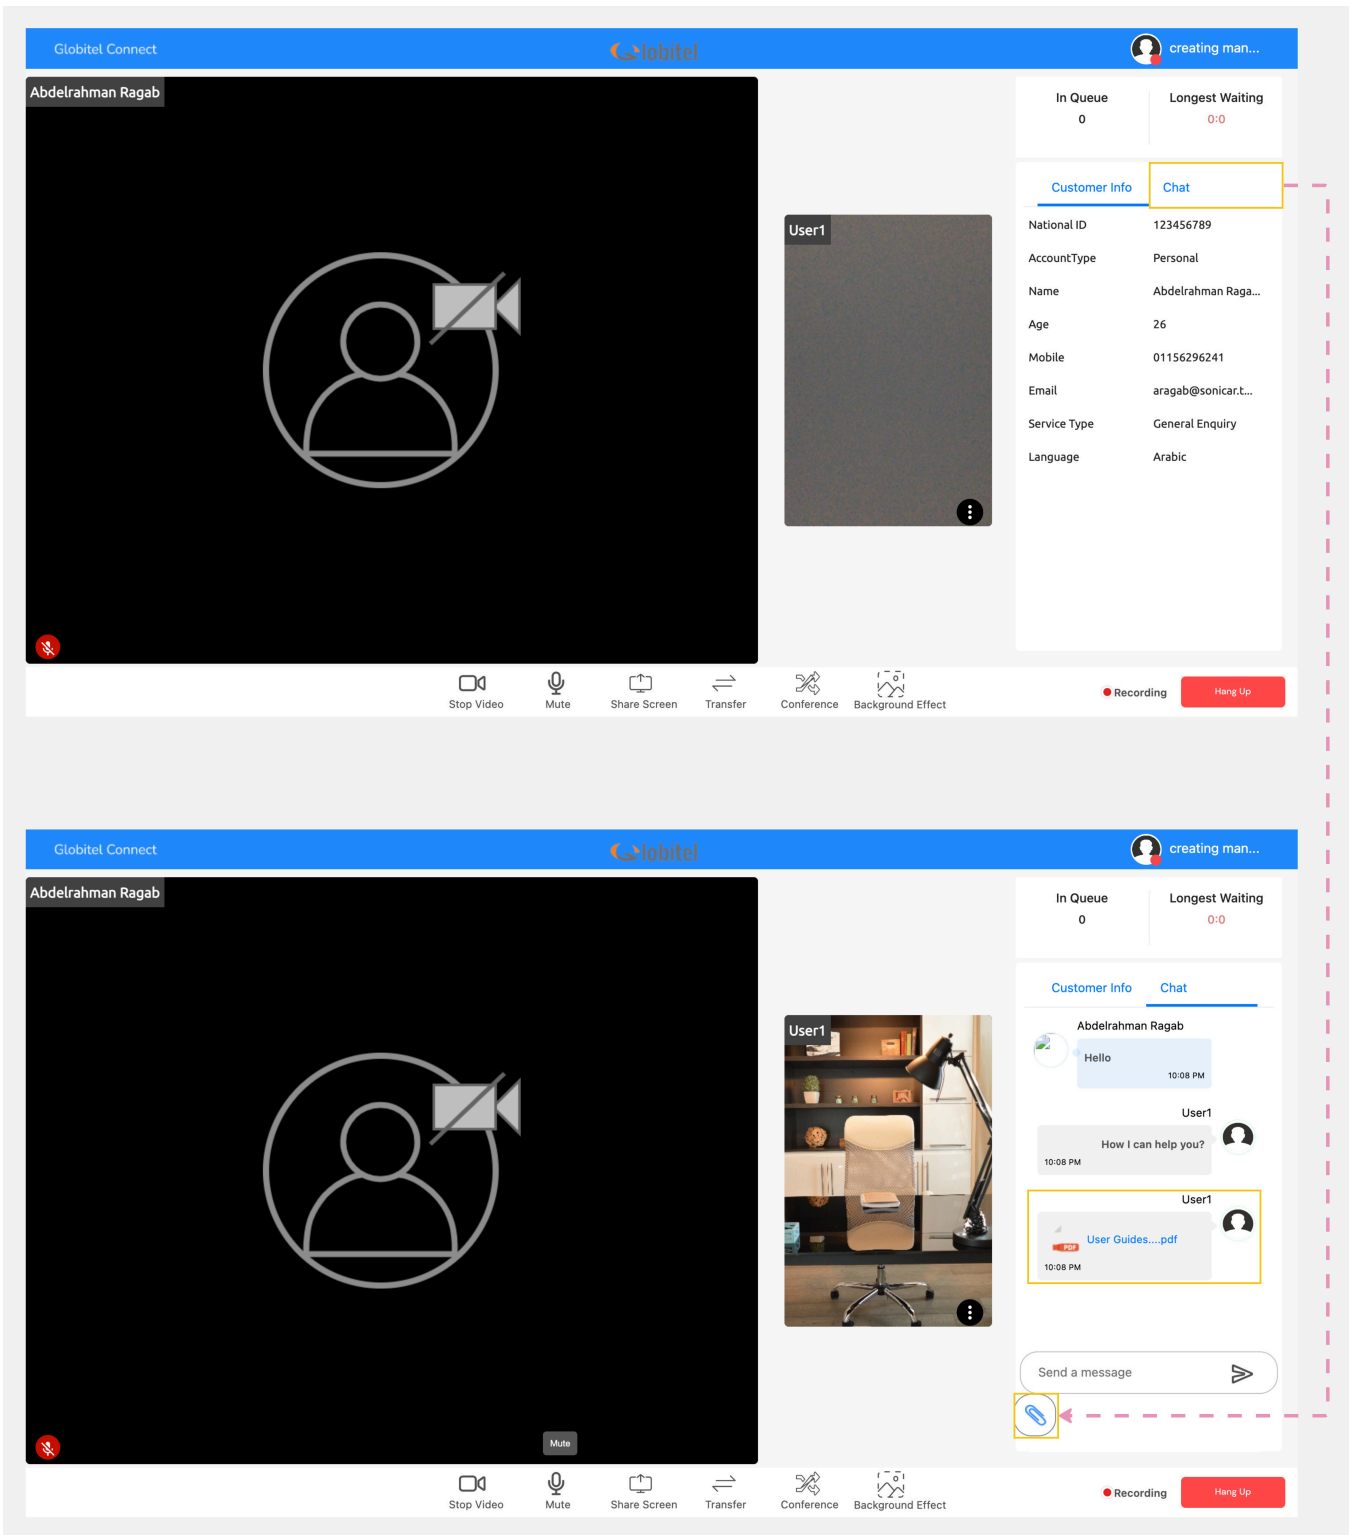 Globitel Connect
Globitel
creating man...
Abdelrahman Ragab
In Queue
Longest Waiting
0
0:0
Customer Info
Chat
User1
National ID
123456789
AccountType
Personal
Name
Abdelrahman Raga...
Age
26
Mobile
01156296241
Email
aragab@sonicar.t...
Service Type
General Enquiry
Language
Arabic
Stop Video
Mute
Share Screen
Transfer
Conference
Background Effect
Recording
Hang Up
Globitel Connect
Globitel
creating man...
Abdelrahman Ragab
In Queue
Longest Waiting
0
0:0
Customer Info
Chat
User1
Abdelrahman Ragab
Hello
10:08 PM
User1
How I can help you?
10:08 PM
User1
PDF
User Guides....pdf
10:08 PM
Send a message
Mute
Stop Video
Mute
Share Screen
Transfer
Conference
Background Effect
Recording
Hang Up